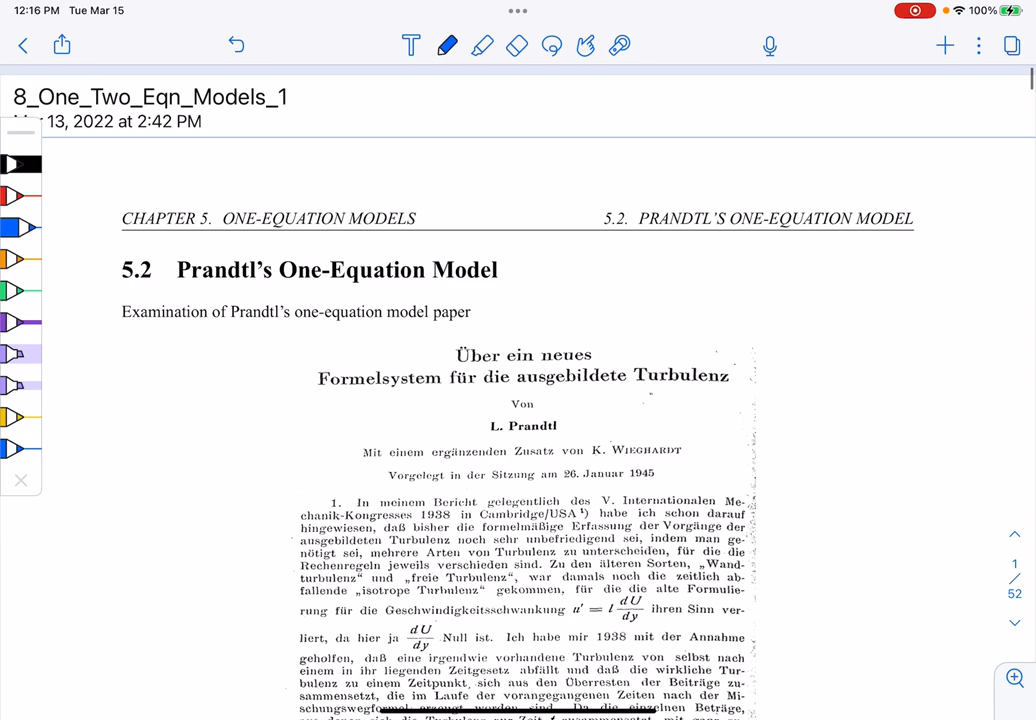 12:16 PM Tue Mar 15
100%
8_One_Two_Eqn_Models_1
13, 2022 at 2:42 PM
CHAPTER 5. ONE-EQUATION MODELS 5.2. PRANDTL'S ONE-EQUATION MODEL
5.2 Prandtl's One-Equation Model
Examination of Prandtl's one-equation model paper
Über ein neues
Formelsystem für die ausgebildete Turbulenz
Von
L. Prandtl
Mit einem ergänzenden Zusatz von K. WIEGHARDT
Vorgelegt in der Sitzung am 26. Januar 1945
1. In meinem Bericht gelegentlich des V. Internationalen Me-
chanik-Kongresses 1938 in Cambridge/USA ¹) habe ich schon darauf
hingewiesen, daß bisher die formelmäßige Erfassung der Vorgänge der
ausgebildeten Turbulenz noch sehr unbefriedigend sei, indem man ge-
nötigt sei, mehrere Arten von Turbulenz zu unterscheiden, für die die
Rechenregeln jeweils verschieden sind. Zu den älteren Sorten, „Wand-
turbulenz“ und „freie Turbulenz“, war damals noch die zeitlich ab-
fallende „isotrope Turbulenz“ gekommen, für die die alte Formulie-
rung für die Geschwindigkeitsschwankung u' = l dU/dy ihren Sinn ver-
liert, da hier ja dU/dy Null ist. Ich habe mir 1938 mit der Annahme
geholfen, daß eine irgendwie vorhandene Turbulenz von selbst nach
einem in ihr liegenden Zeitgesetz abfällt und daß die wirkliche Tur-
bulenz zu einem Zeitpunkt sich aus den Überresten der Beiträge zu-
sammensetzt, die im Laufe der vorangegangenen Zeiten nach der Mi-
schungswegformel erzeugt worden sind. Da die einzelnen Beträge,
1
/
52